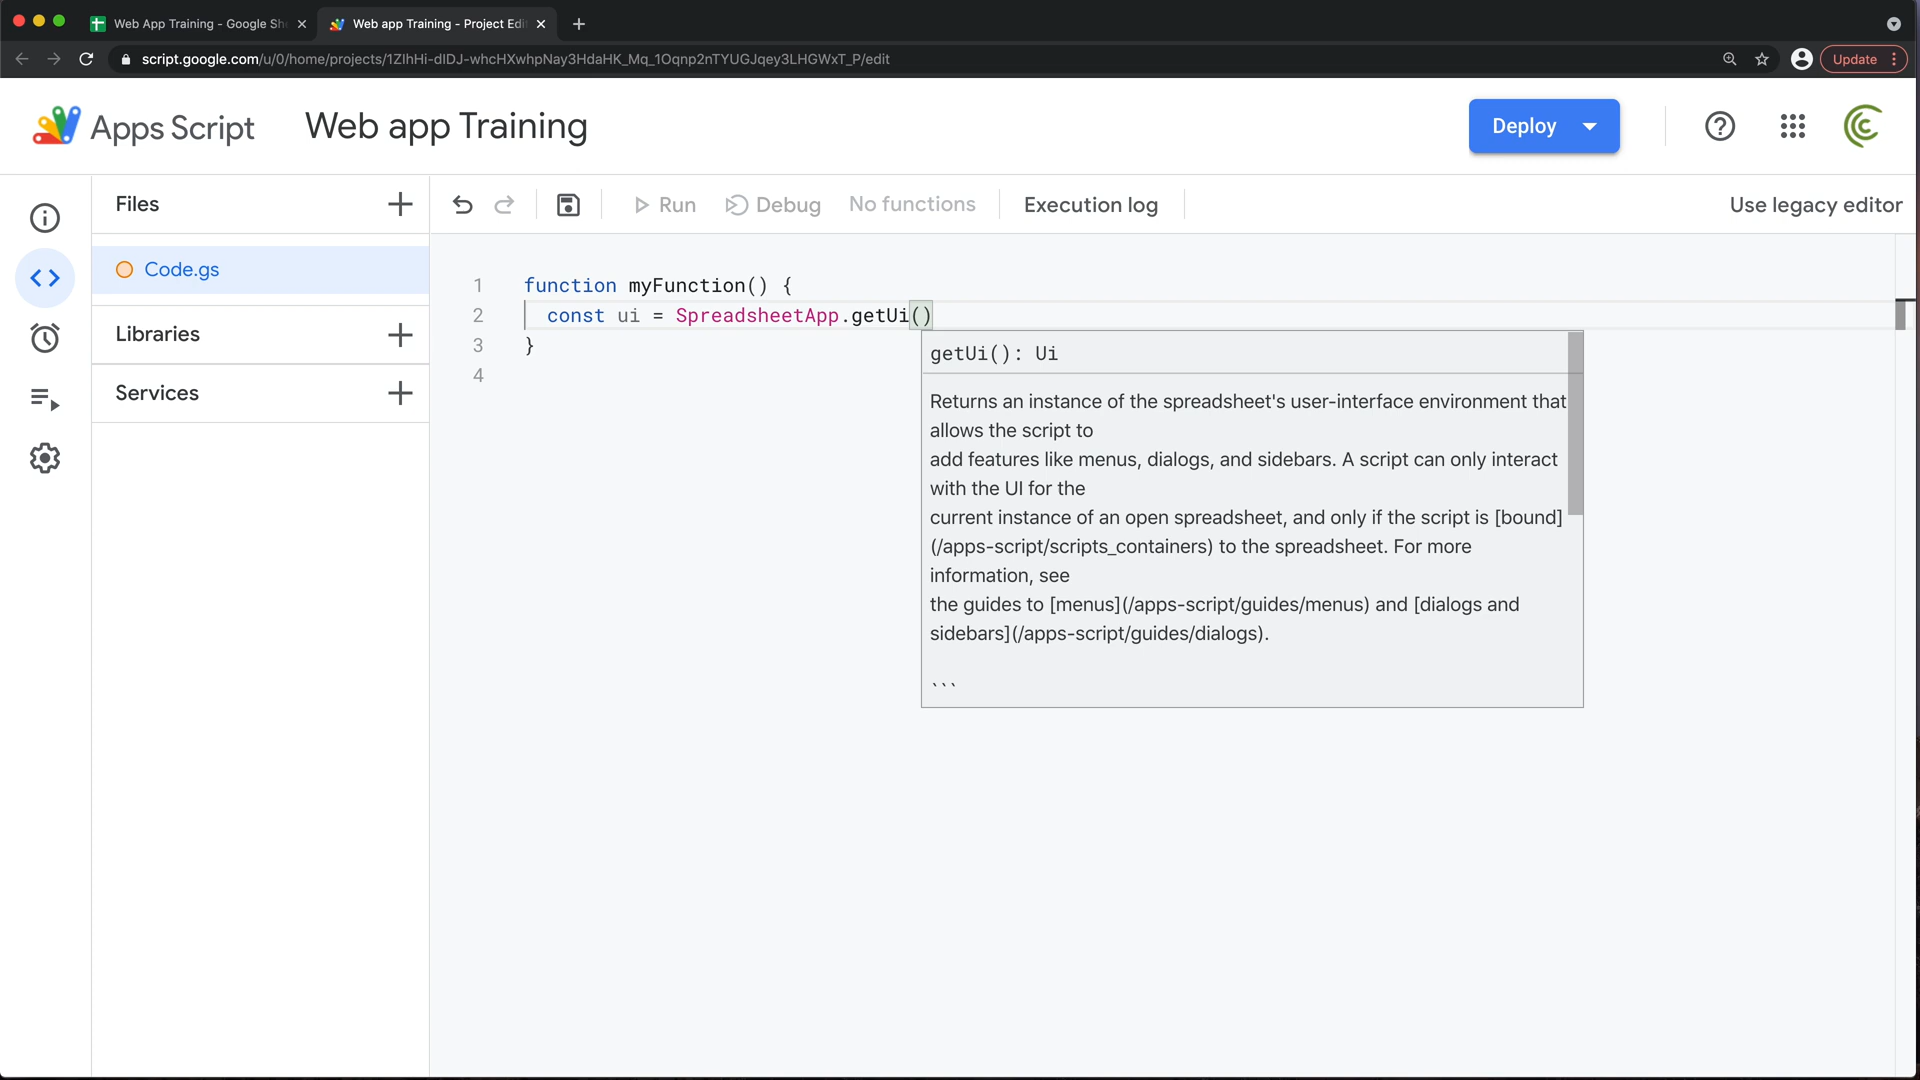 Web App Training - Google She
Web app Training - Project Edit
script.google.com/u/0/home/projects/1ZIhHi-dIDJ-whcHXwhpNay3HdaHK_Mq_1Oqnp2nTYUGJqey3LHGWxT_P/edit
Update
Apps Script
Web app Training
Deploy
Files
Run
Debug
No functions
Execution log
Use legacy editor
Code.gs
Libraries
Services
1 function myFunction() {
2 const ui = SpreadsheetApp.getUi()
3 }
4
getUi(): Ui
Returns an instance of the spreadsheet's user-interface environment that
allows the script to
add features like menus, dialogs, and sidebars. A script can only interact
with the UI for the
current instance of an open spreadsheet, and only if the script is [bound]
(/apps-script/scripts_containers) to the spreadsheet. For more
information, see
the guides to [menus](/apps-script/guides/menus) and [dialogs and
sidebars](/apps-script/guides/dialogs).
```